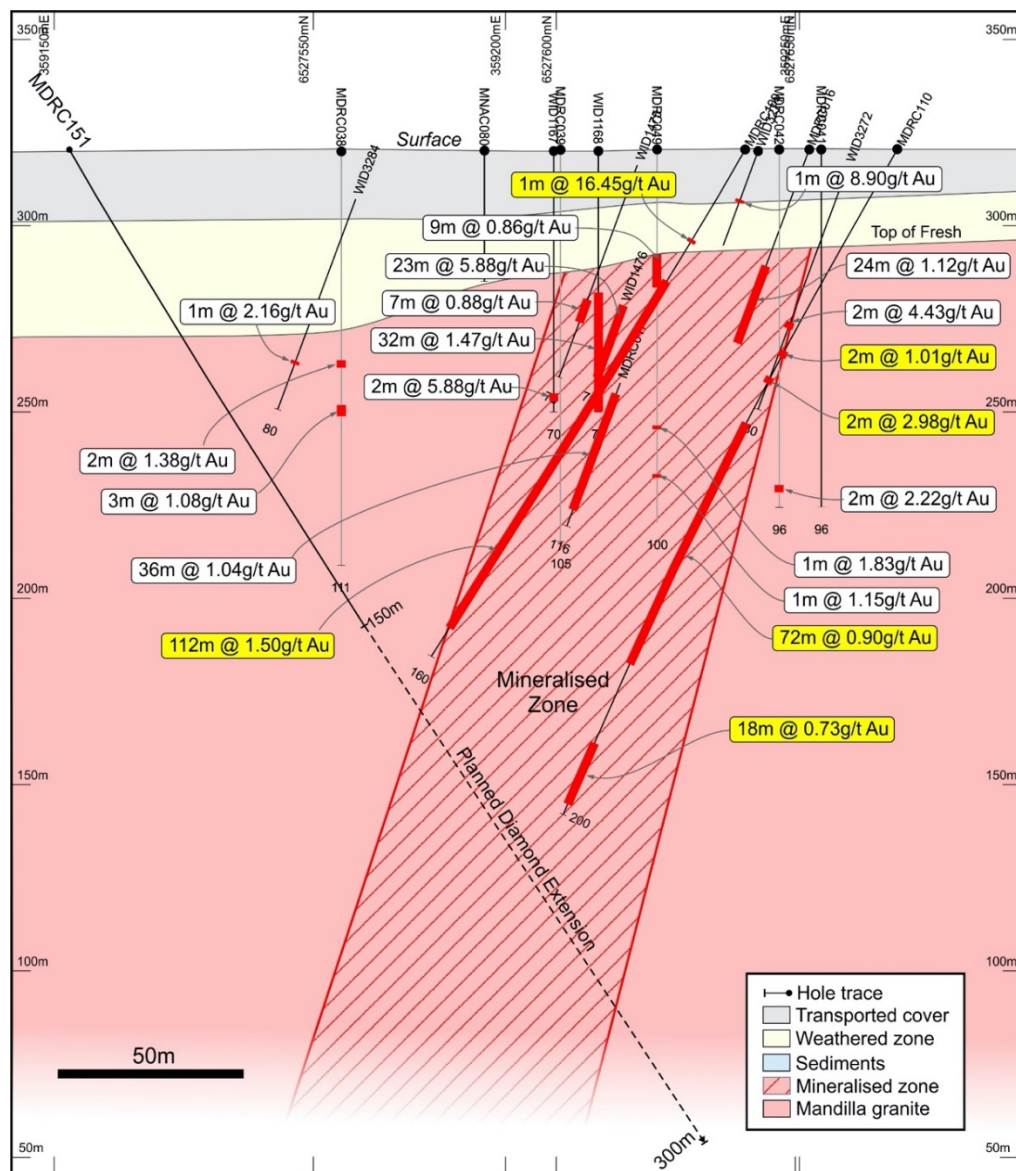 350m
359150mE
6527550mN
359200mE
6527600mN
359250mE
6527650mN
350m
MDRC151
MDRC038
MNAC080
MDRC039
WID1168
MDRC049
WID3272
MDRC110
Surface
WID3284
1m @ 16.45g/t Au
1m @ 8.90g/t Au
300m
9m @ 0.86g/t Au
Top of Fresh
300m
23m @ 5.88g/t Au
WID1476
24m @ 1.12g/t Au
1m @ 2.16g/t Au
7m @ 0.88g/t Au
2m @ 4.43g/t Au
32m @ 1.47g/t Au
2m @ 1.01g/t Au
2m @ 5.88g/t Au
250m
80
70
2m @ 2.98g/t Au
250m
2m @ 1.38g/t Au
3m @ 1.08g/t Au
2m @ 2.22g/t Au
96
96
116
100
105
36m @ 1.04g/t Au
111
1m @ 1.83g/t Au
200m
150m
1m @ 1.15g/t Au
200m
112m @ 1.50g/t Au
160
72m @ 0.90g/t Au
Mineralised
Zone
18m @ 0.73g/t Au
150m
200
150m
Planned Diamond Extension
100m
100m
50m
Hole trace
Transported cover
Weathered zone
Sediments
Mineralised zone
Mandilla granite
300m
50m
50m